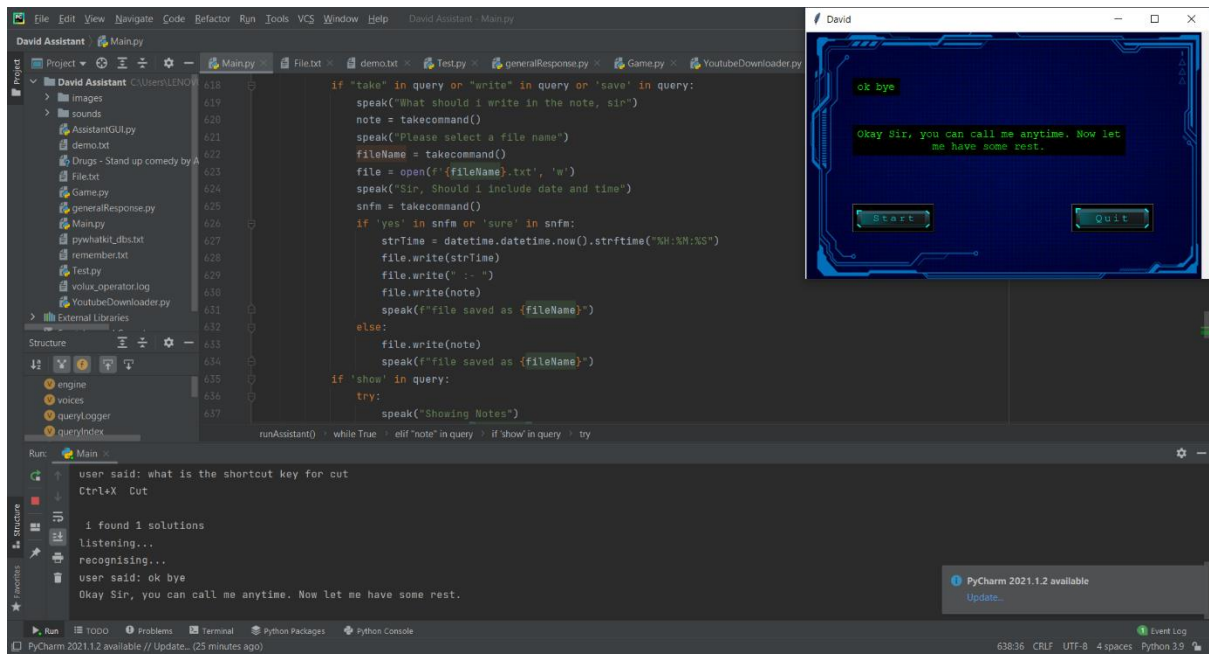 File Edit View Navigate Code Refactor Run Tools VCS Window Help David Assistant - Main.py
David Assistant Main.py
Project Main.py File.txt demo.txt Test.py generalResponse.py Game.py YoutubeDownloader.py
David Assistant C:\Users\LENOV
images
sounds
AssistantGUI.py
demo.txt
Drugs - Stand up comedy by A
File.txt
Game.py
generalResponse.py
Main.py
pywhatkit_dbs.txt
remember.txt
Test.py
volux_operator.log
YoutubeDownloader.py
External Libraries
Structure
engine
voices
queryLogger
queryIndex
618 if "take" in query or "write" in query or 'save' in query:
619 speak("What should i write in the note, sir")
620 note = takecommand()
621 speak("Please select a file name")
622 fileName = takecommand()
623 file = open(f'{fileName}.txt', 'w')
624 speak("Sir, Should i include date and time")
625 snfm = takecommand()
626 if 'yes' in snfm or 'sure' in snfm:
627 strTime = datetime.datetime.now().strftime("%H:%M:%S")
628 file.write(strTime)
629 file.write(" :- ")
630 file.write(note)
631 speak(f"file saved as {fileName}")
632 else:
633 file.write(note)
634 speak(f"file saved as {fileName}")
635 if 'show' in query:
636 try:
637 speak("Showing Notes")
runAssistant() while True elif "note" in query if 'show' in query try
David
ok bye
Okay Sir, you can call me anytime. Now let
me have some rest.
Start Quit
Run: Main
user said: what is the shortcut key for cut
Ctrl+X Cut
i found 1 solutions
listening...
recognising...
user said: ok bye
Okay Sir, you can call me anytime. Now let me have some rest.
PyCharm 2021.1.2 available
Update...
Project
Structure
Favorites
Run TODO Problems Terminal Python Packages Python Console 1 Event Log
PyCharm 2021.1.2 available // Update... (25 minutes ago) 638:36 CRLF UTF-8 4 spaces Python 3.9